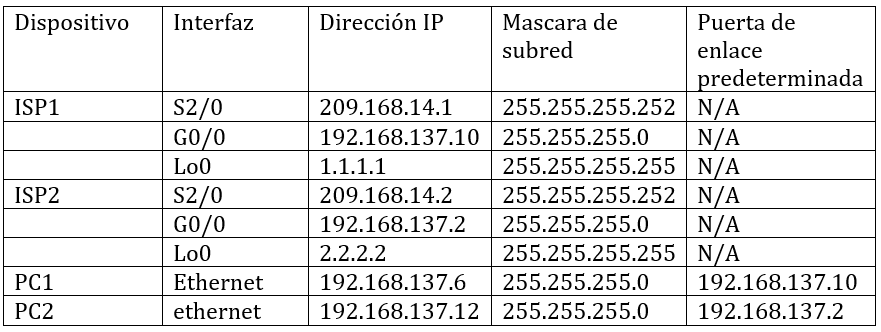 Dispositivo Interfaz Dirección IP Mascara de subred Puerta de enlace predeterminada
ISP1 S2/0 209.168.14.1 255.255.255.252 N/A
G0/0 192.168.137.10 255.255.255.0 N/A
Lo0 1.1.1.1 255.255.255.255 N/A
ISP2 S2/0 209.168.14.2 255.255.255.252 N/A
G0/0 192.168.137.2 255.255.255.0 N/A
Lo0 2.2.2.2 255.255.255.255 N/A
PC1 Ethernet 192.168.137.6 255.255.255.0 192.168.137.10
PC2 ethernet 192.168.137.12 255.255.255.0 192.168.137.2